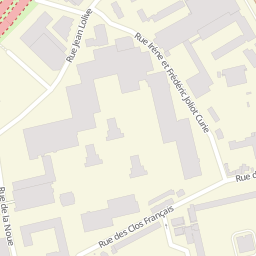 Rue Jean Lolive
Rue Irène et Frédéric Joliot Curie
Rue de la Noue
Rue des Clos Français
Rue d